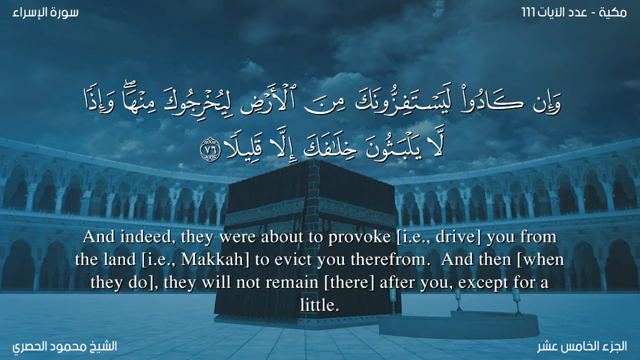 سورة الإسراء
مكية - عدد الآيات 111
وَإِن كَادُوا۟ لَيَسْتَفِزُّونَكَ مِنَ ٱلْأَرْضِ لِيُخْرِجُوكَ مِنْهَا ۖ وَإِذًا
لَّا يَلْبَثُونَ خِلَـٰفَكَ إِلَّا قَلِيلًا ٧٦
And indeed, they were about to provoke [i.e., drive] you from
the land [i.e., Makkah] to evict you therefrom. And then [when
they do], they will not remain [there] after you, except for a
little.
الشيخ محمود الحصري
الجزء الخامس عشر